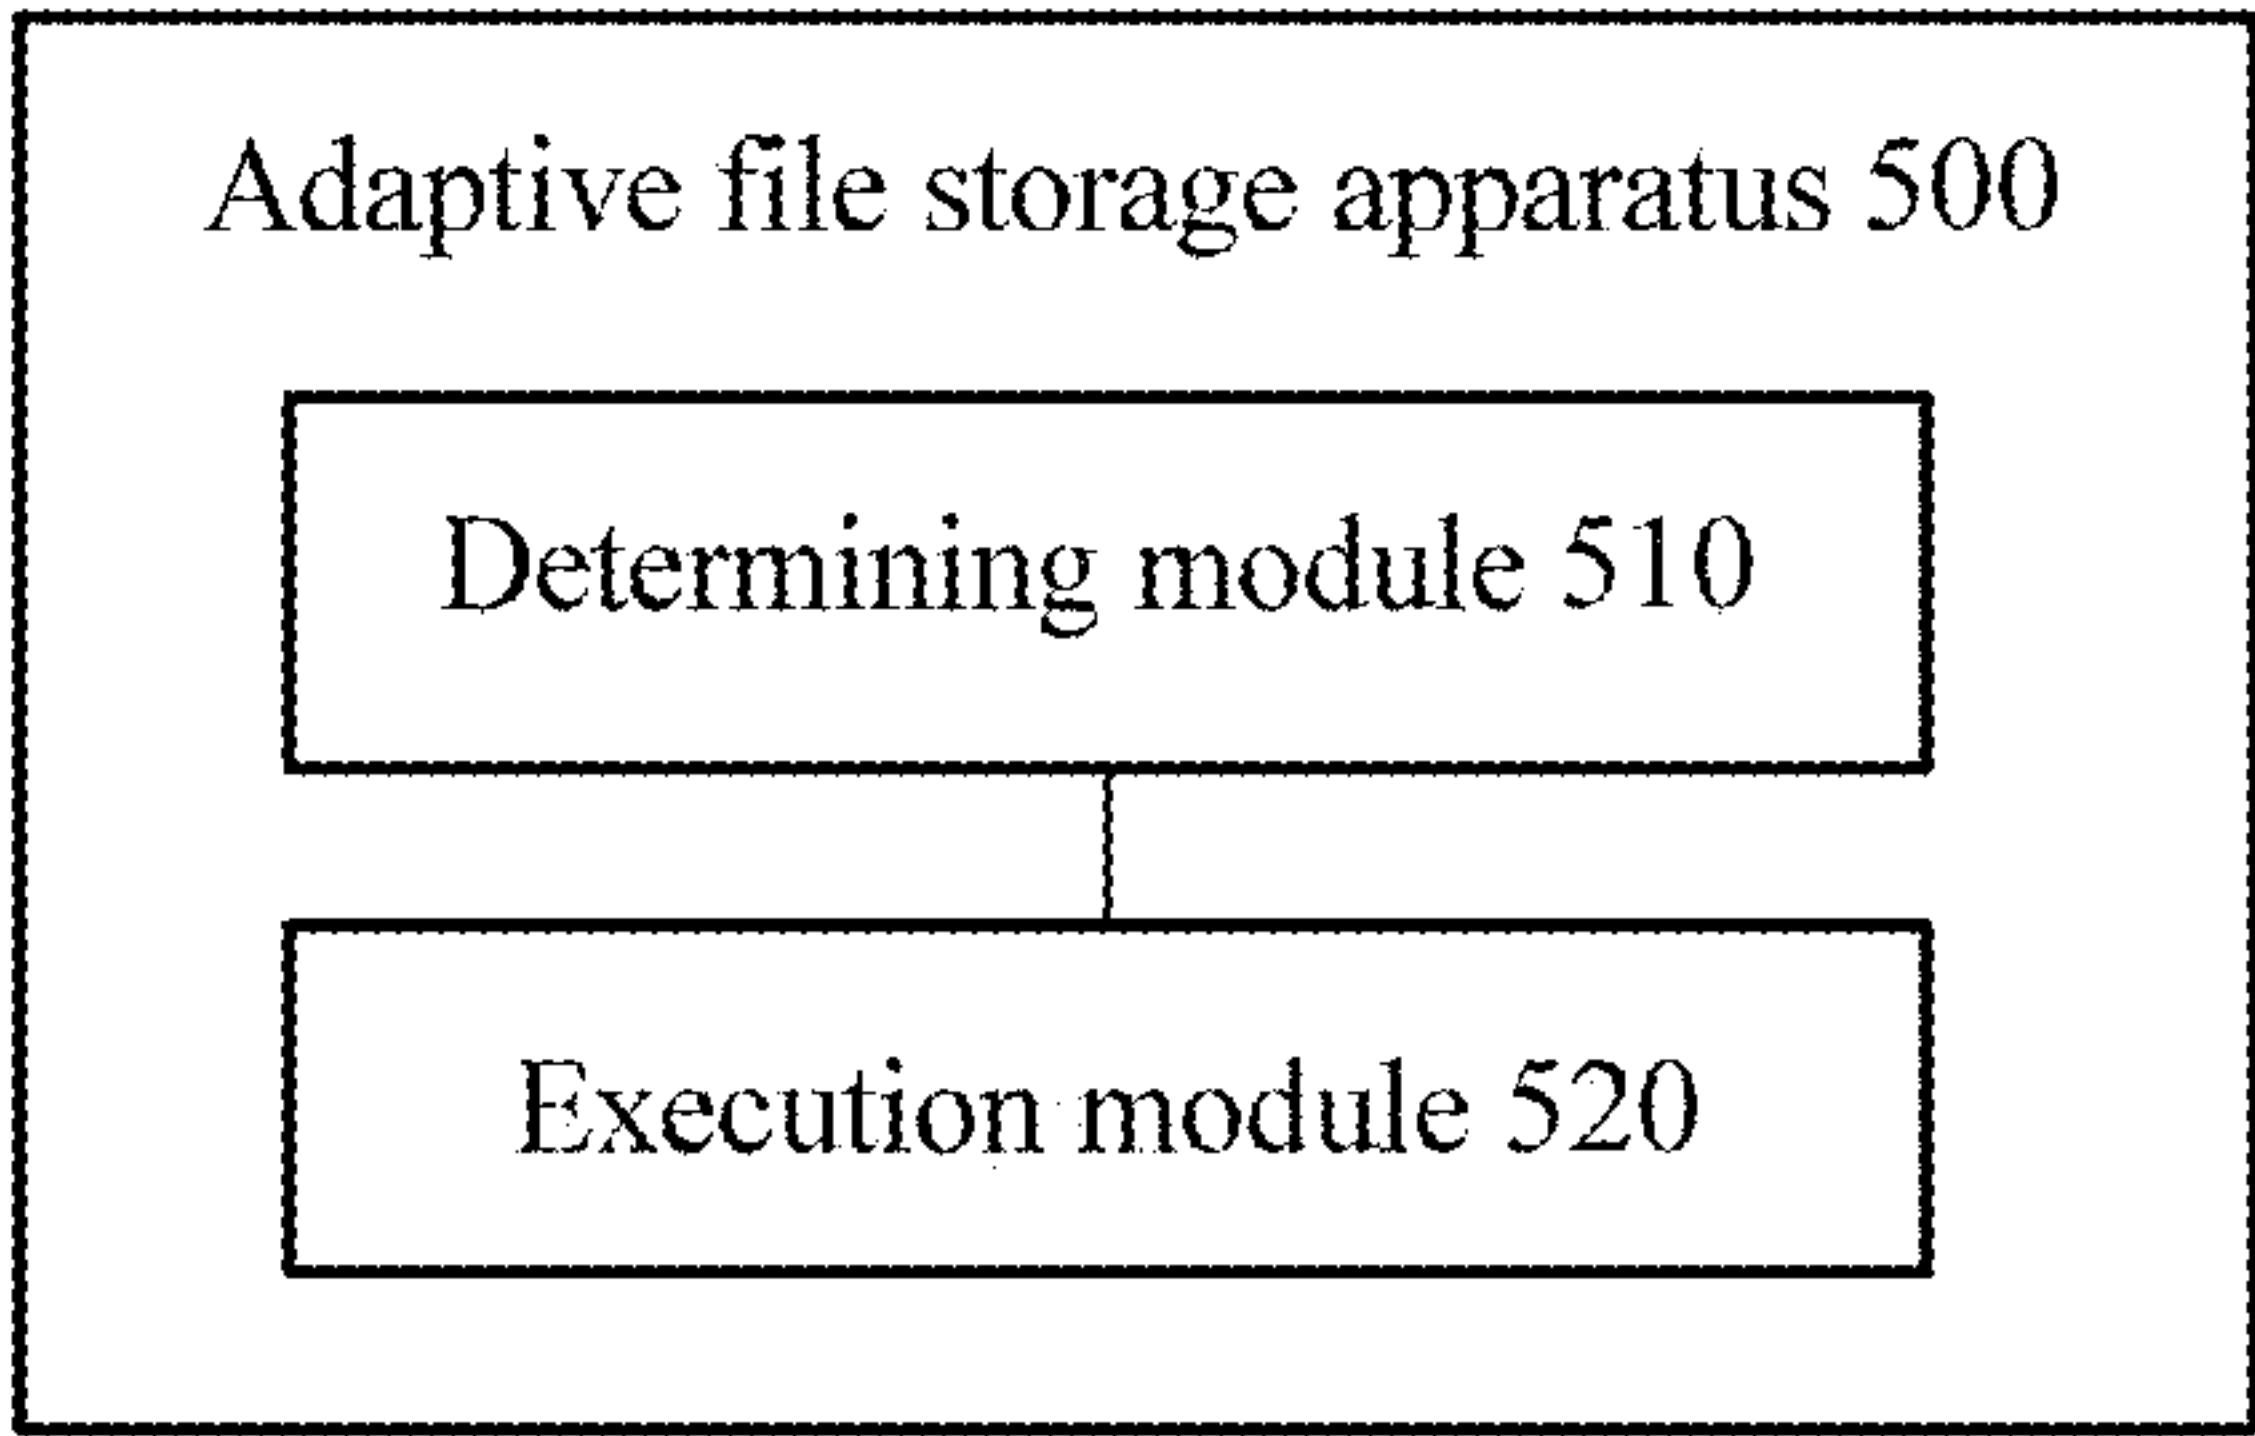 Adaptive file storage apparatus 500
Determining module 510
Execution module 520